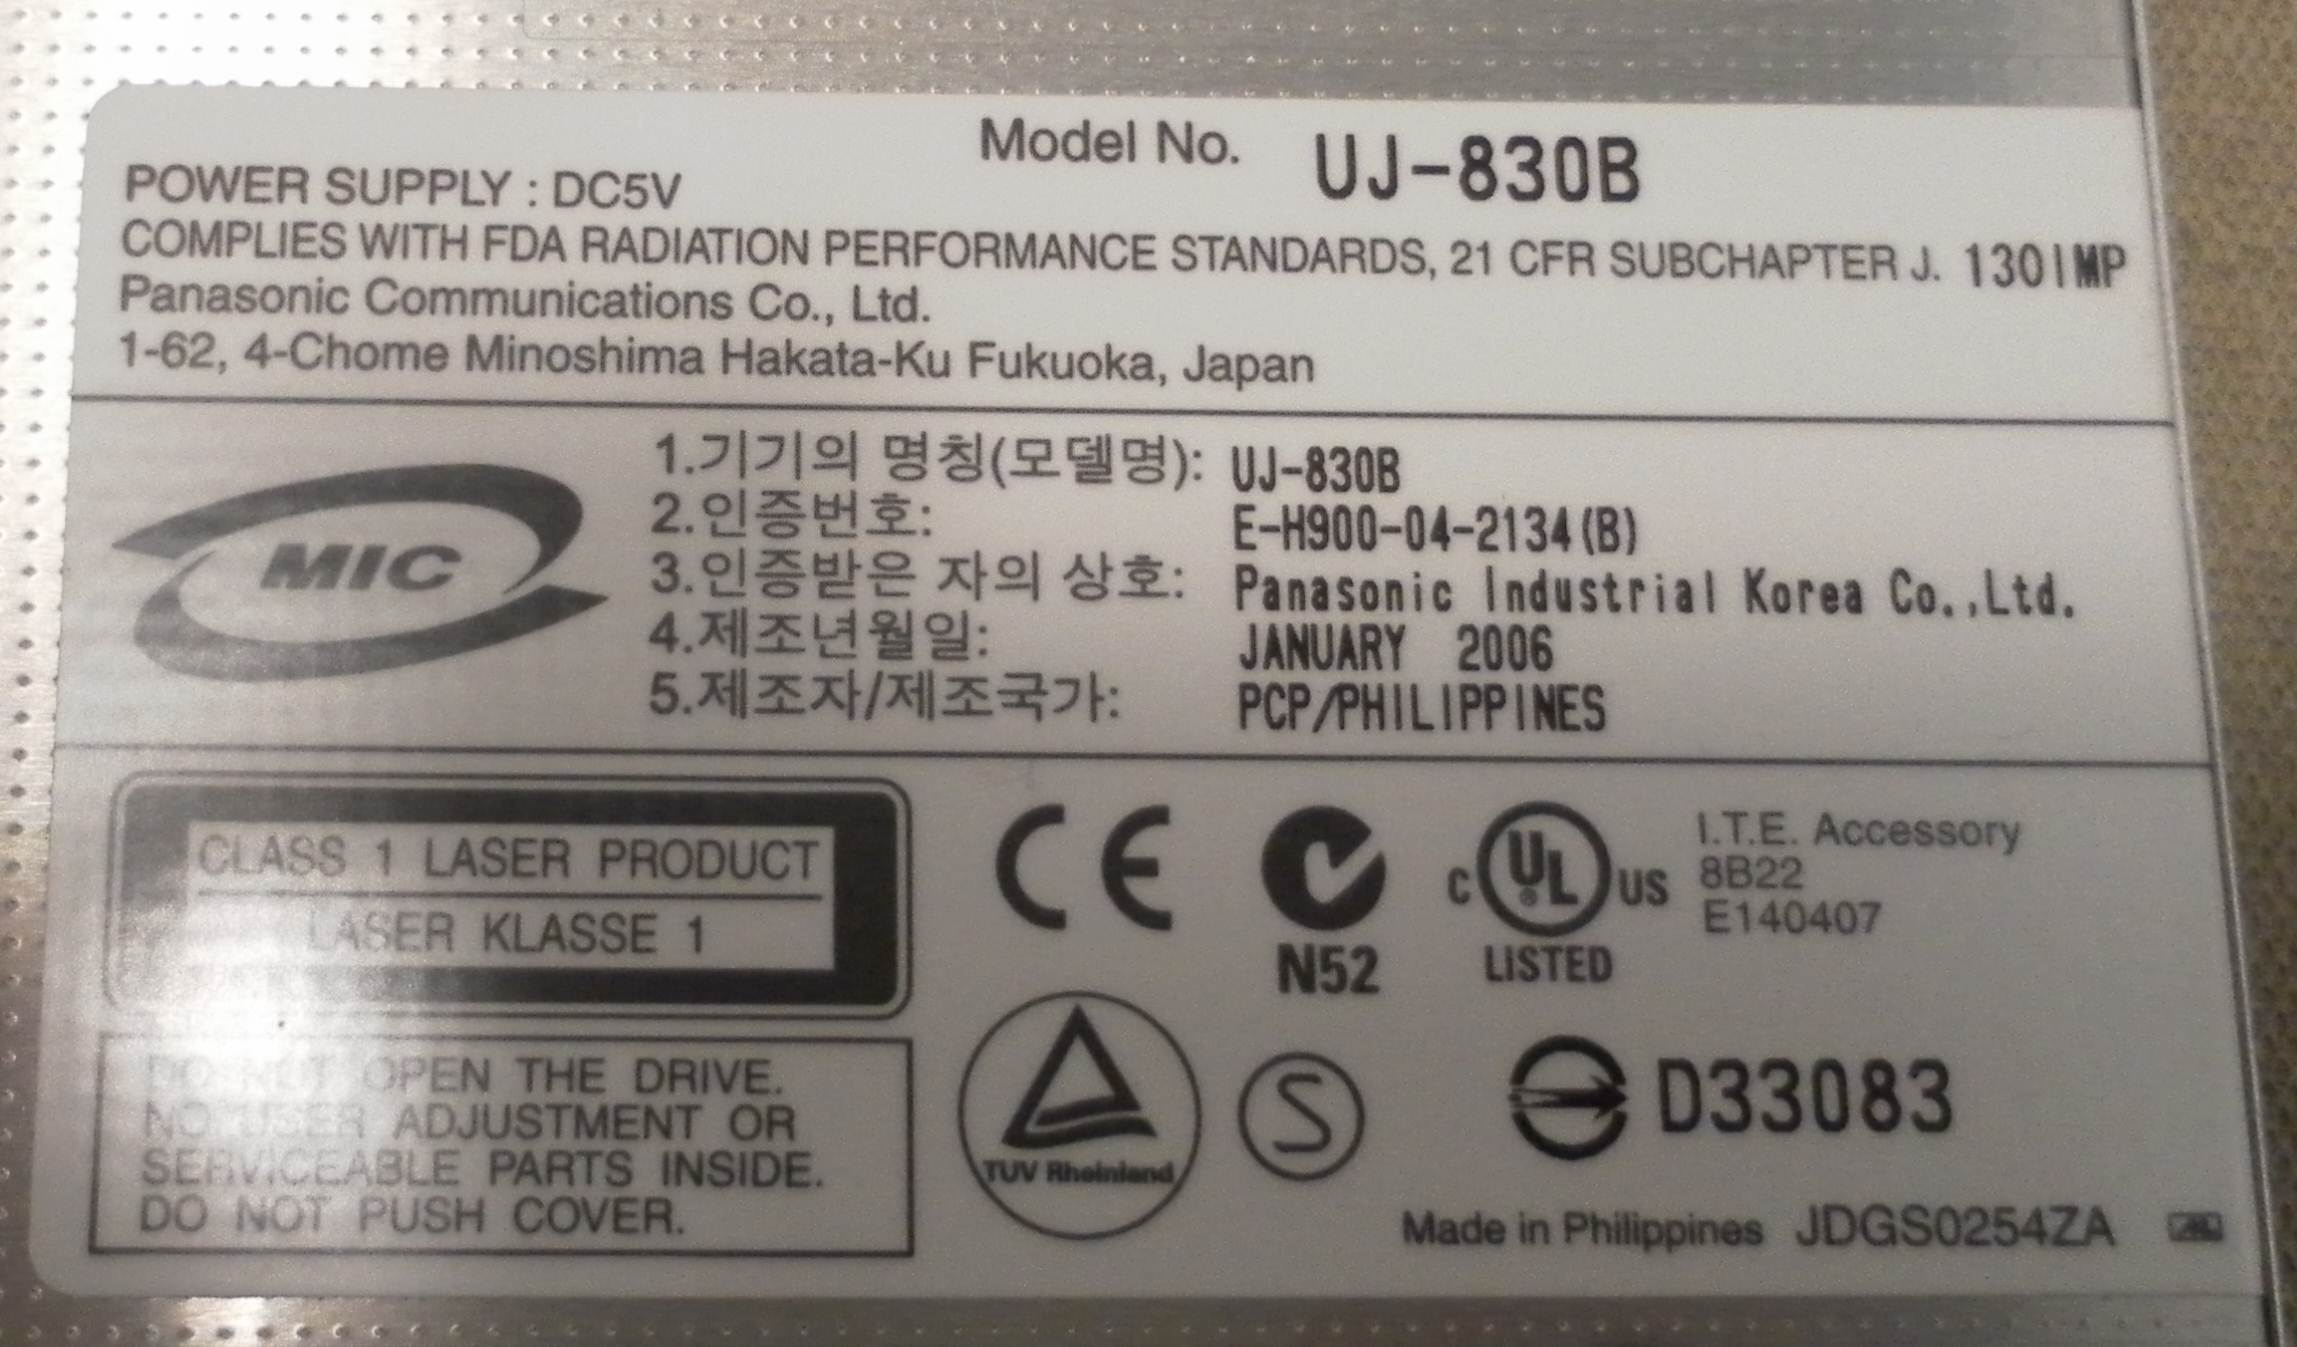 Model No. UJ-830B
POWER SUPPLY : DC5V
COMPLIES WITH FDA RADIATION PERFORMANCE STANDARDS, 21 CFR SUBCHAPTER J. 1301MP
Panasonic Communications Co., Ltd.
1-62, 4-Chome Minoshima Hakata-Ku Fukuoka, Japan
MIC
1.기기의 명칭(모델명): UJ-830B
2.인증번호: E-H900-04-2134(B)
3.인증받은 자의 상호: Panasonic Industrial Korea Co.,Ltd.
4.제조년월일: JANUARY 2006
5.제조자/제조국가: PCP/PHILIPPINES
CLASS 1 LASER PRODUCT
LASER KLASSE 1
DO NOT OPEN THE DRIVE.
NO USER ADJUSTMENT OR
SERVICEABLE PARTS INSIDE.
DO NOT PUSH COVER.
CE
N52
C UL US
LISTED
I.T.E. Accessory
8B22
E140407
TUV Rheinland
S
D33083
Made in Philippines JDGS0254ZA